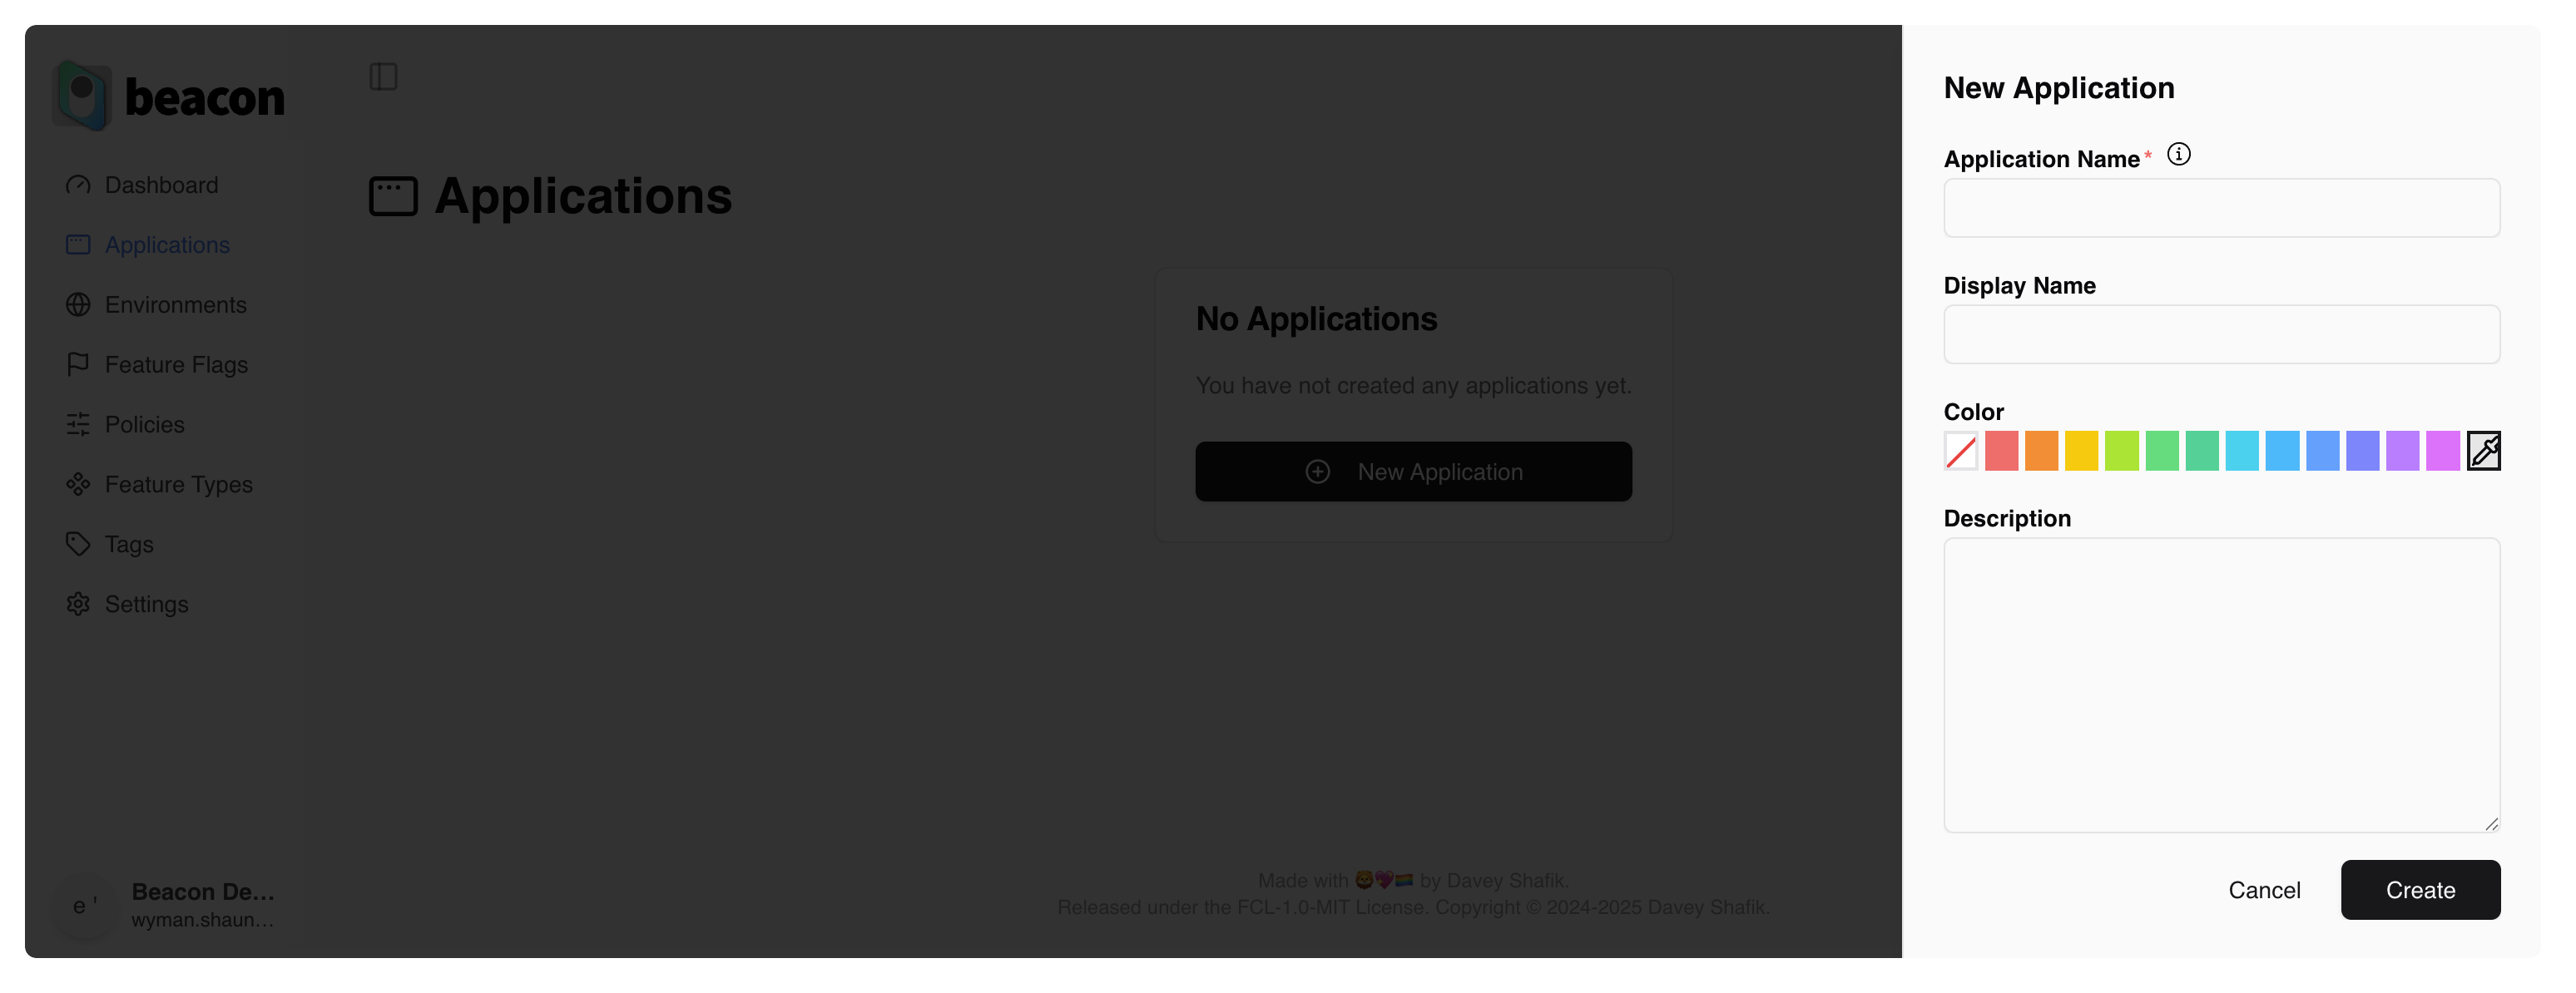 beacon
Dashboard
Applications
Environments
Feature Flags
Policies
Feature Types
Tags
Settings
e '
Beacon De...
wyman.shaun...
Applications
No Applications
You have not created any applications yet.
New Application
Made with 🦁💖🏳️‍🌈 by Davey Shafik.
Released under the FCL-1.0-MIT License. Copyright © 2024-2025 Davey Shafik.
New Application
Application Name*
Display Name
Color
Description
Cancel
Create